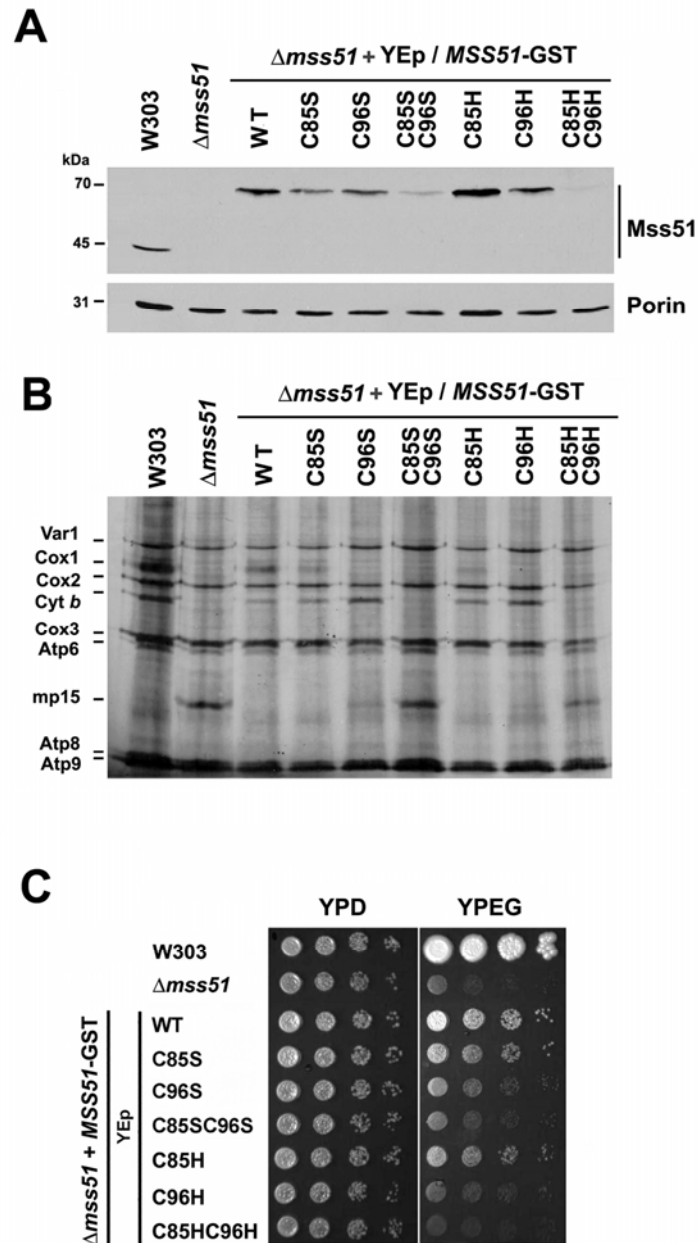 A
Δmss51 + YEp / MSS51-GST
W303
Δmss51
WT
C85S
C96S
C85S
C96S
C85H
C96H
C85H
C96H
kDa
70
45
Mss51
31
Porin
B
Δmss51 + YEp / MSS51-GST
W303
Δmss51
WT
C85S
C96S
C85S
C96S
C85H
C96H
C85H
C96H
Var1
Cox1
Cox2
Cyt b
Cox3
Atp6
mp15
Atp8
Atp9
C
YPD YPEG
W303
Δmss51
Δmss51 + MSS51-GST
YEp
WT
C85S
C96S
C85SC96S
C85H
C96H
C85HC96H